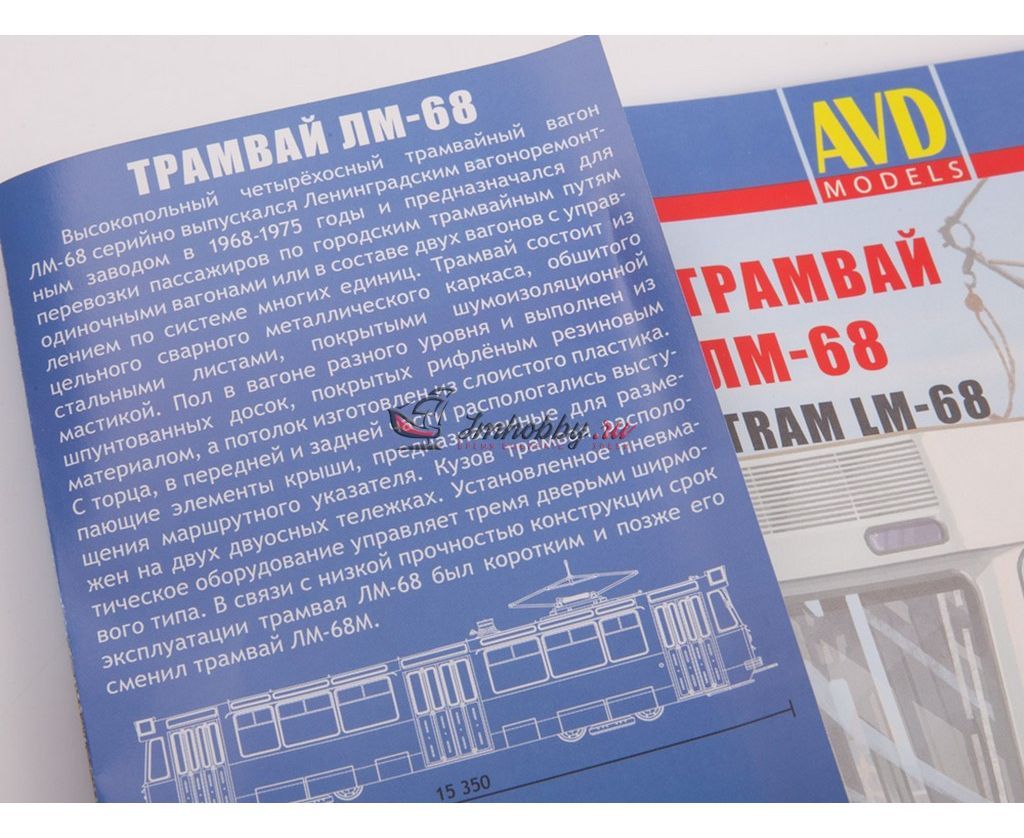 ТРАМВАЙ ЛМ-68
Высокопольный четырёхосный трамвайный вагон
ЛМ-68 серийно выпускался Ленинградским вагоноремонт-
ным заводом в 1968-1975 годы и предназначался для
перевозки пассажиров по городским трамвайным путям
одиночными вагонами или в составе двух вагонов с управ-
лением по системе многих единиц. Трамвай состоит из
цельного сварного металлического каркаса, обшитого
стальными листами, покрытыми шумоизоляционной
мастикой. Пол в вагоне разного уровня и выполнен из
шпунтованных досок, покрытых рифлёным резиновым
материалом, а потолок изготовлен слоистого пластика.
С торца, в передней и задней части распологались высту-
пающие элементы крыши, предназначенные для разме-
щения маршрутного указателя. Кузов трамвая располо-
жен на двух двуосных тележках. Установленное пневма-
тическое оборудование управляет тремя дверьми ширмо-
вого типа. В связи с низкой прочностью конструкции срок
эксплуатации трамвая ЛМ-68 был коротким и позже его
сменил трамвай ЛМ-68М.
15 350
AVD
MODELS
ТРАМВАЙ
ЛМ-68
TRAM LM-68
Jmhobby.ru